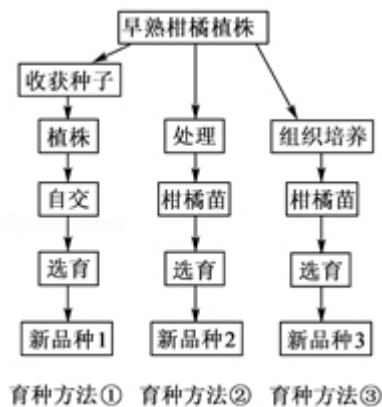 早熟柑橘植株
收获种子
植株 处理 组织培养
自交 柑橘苗 柑橘苗
选育 选育 选育
新品种1 新品种2 新品种3
育种方法① 育种方法② 育种方法③